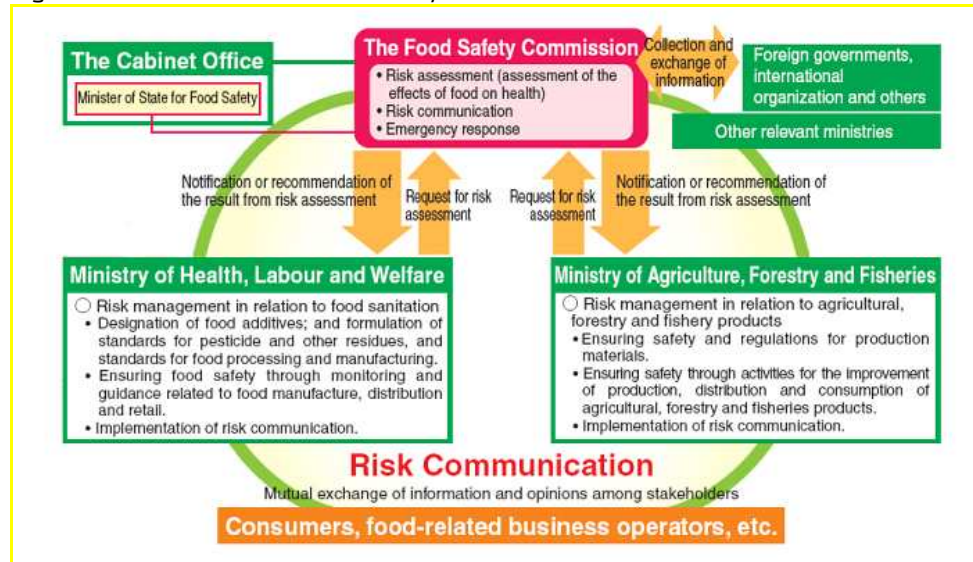 The Cabinet Office
Minister of State for Food Safety
The Food Safety Commission
• Risk assessment (assessment of the
effects of food on health)
• Risk communication
• Emergency response
Collection and
exchange of
information
Foreign governments,
international
organization and others
Other relevant ministries
Notification or recommendation of
the result from risk assessment
Request for risk
assessment
Request for risk
assessment
Notification or recommendation of
the result from risk assessment
Ministry of Health, Labour and Welfare
○ Risk management in relation to food sanitation
• Designation of food additives; and formulation of
standards for pesticide and other residues, and
standards for food processing and manufacturing.
• Ensuring food safety through monitoring and
guidance related to food manufacture, distribution
and retail.
• Implementation of risk communication.
Ministry of Agriculture, Forestry and Fisheries
○ Risk management in relation to agricultural,
forestry and fishery products
• Ensuring safety and regulations for production
materials.
• Ensuring safety through activities for the improvement
of production, distribution and consumption of
agricultural, forestry and fisheries products.
• Implementation of risk communication.
Risk Communication
Mutual exchange of information and opinions among stakeholders
Consumers, food-related business operators, etc.